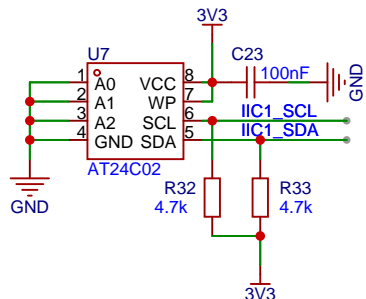 3V3
U7
C23
100nF
GND
1 A0 VCC 8
2 A1 WP 7
3 A2 SCL 6 IIC1_SCL
4 GND SDA 5 IIC1_SDA
AT24C02
GND
R32
4.7k
R33
4.7k
3V3